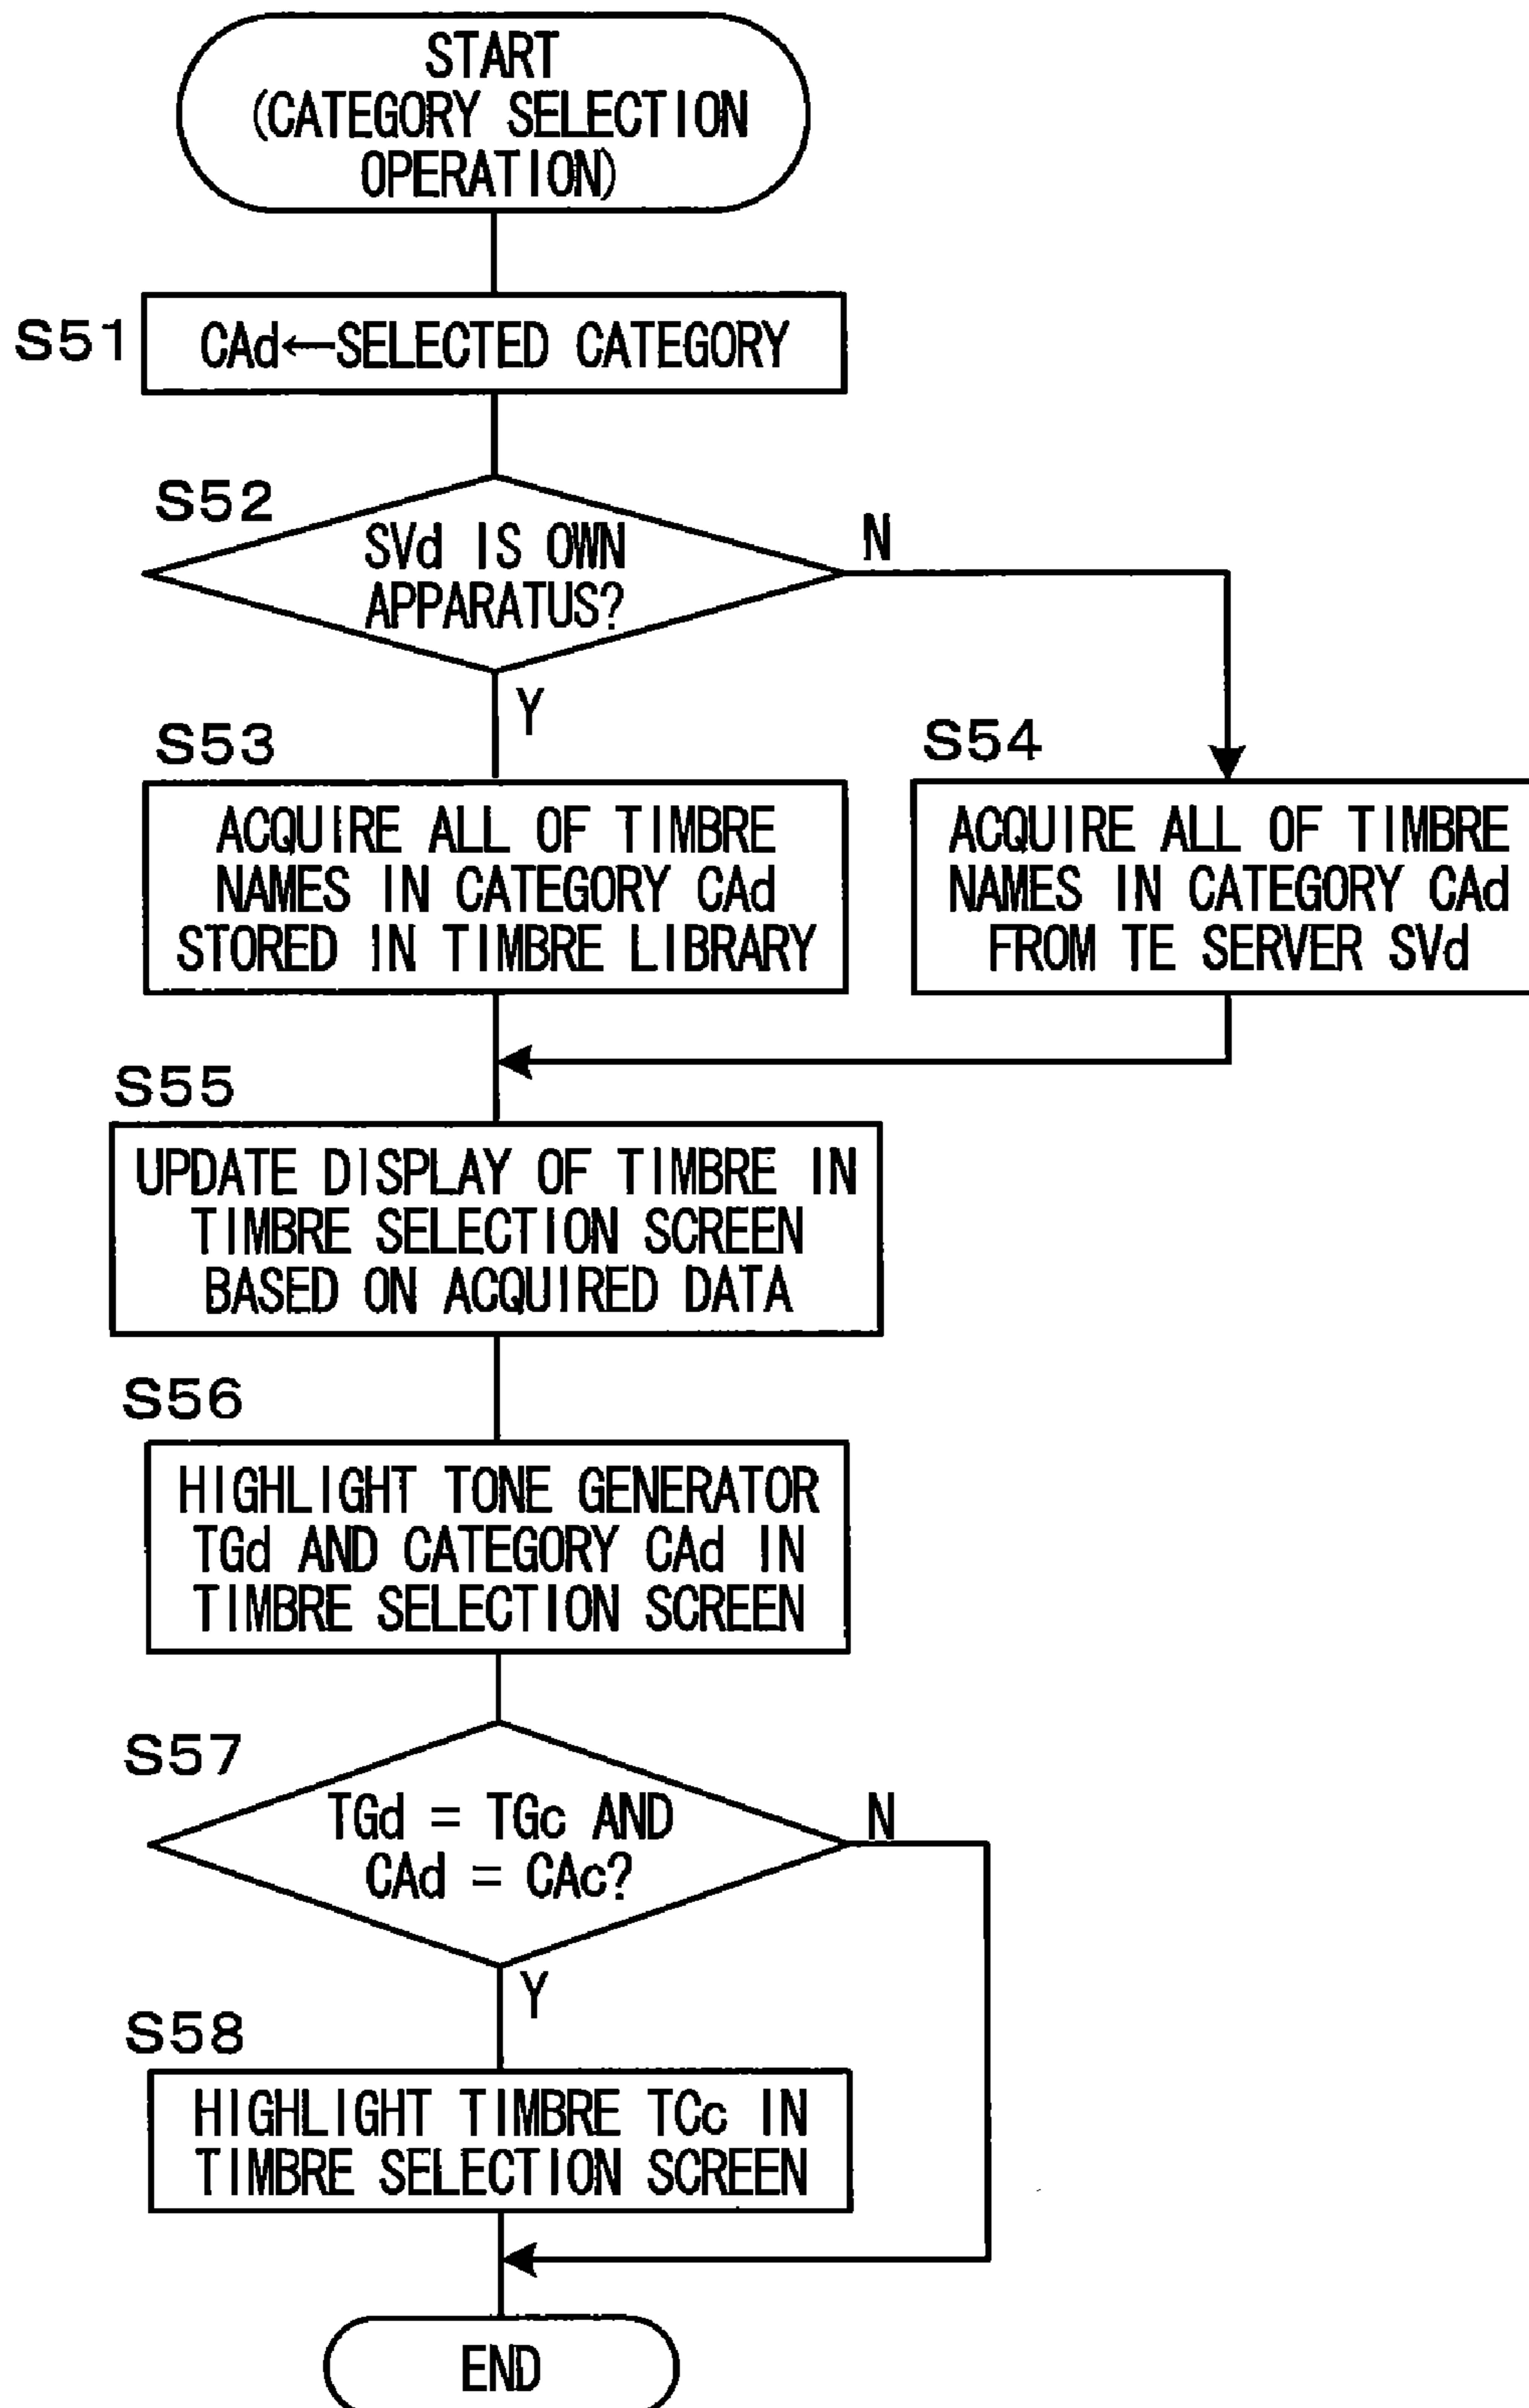 START
(CATEGORY SELECTION
OPERATION)
S51
CAd←SELECTED CATEGORY
S52
SVd IS OWN
APPARATUS?
N
Y
S53
ACQUIRE ALL OF TIMBRE
NAMES IN CATEGORY CAd
STORED IN TIMBRE LIBRARY
S54
ACQUIRE ALL OF TIMBRE
NAMES IN CATEGORY CAd
FROM TE SERVER SVd
S55
UPDATE DISPLAY OF TIMBRE IN
TIMBRE SELECTION SCREEN
BASED ON ACQUIRED DATA
S56
HIGHLIGHT TONE GENERATOR
TGd AND CATEGORY CAd IN
TIMBRE SELECTION SCREEN
S57
TGd = TGc AND
CAd = CAc?
N
Y
S58
HIGHLIGHT TIMBRE TCc IN
TIMBRE SELECTION SCREEN
END